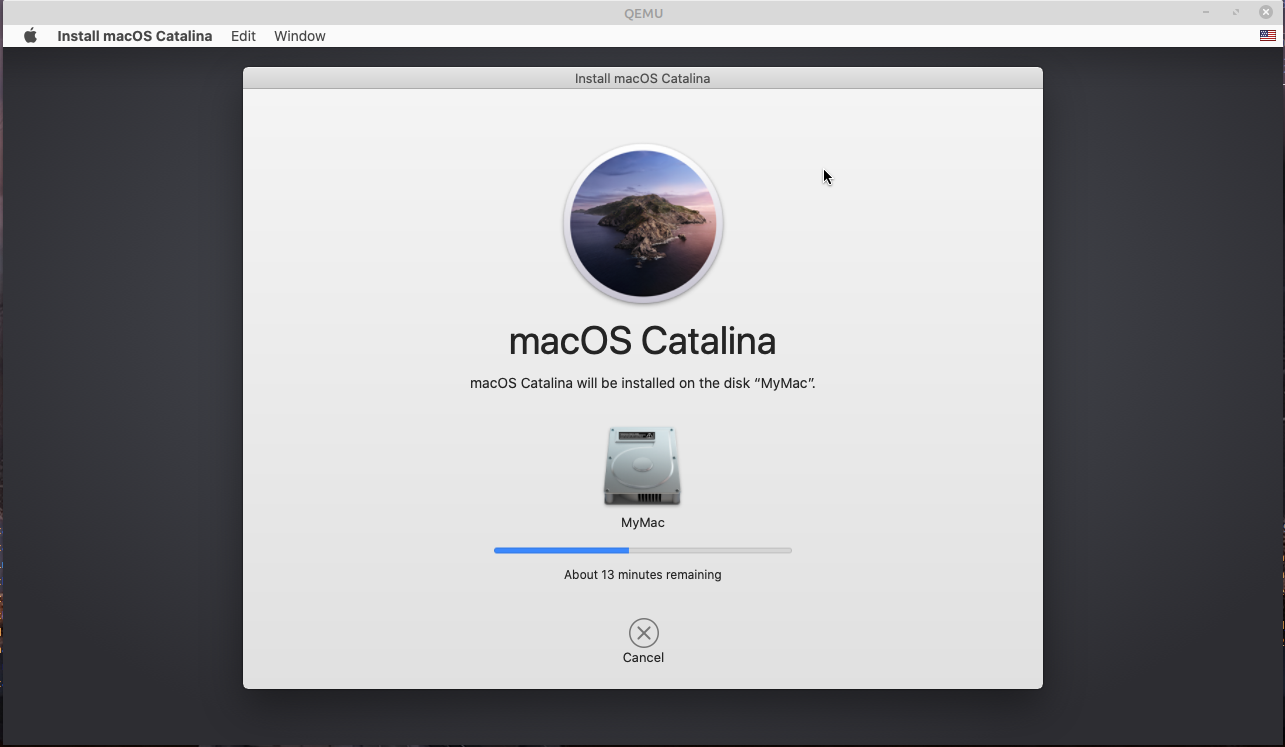 QEMU
Install macOS Catalina Edit Window
Install macOS Catalina
macOS Catalina
macOS Catalina will be installed on the disk “MyMac”.
MyMac
About 13 minutes remaining
Cancel